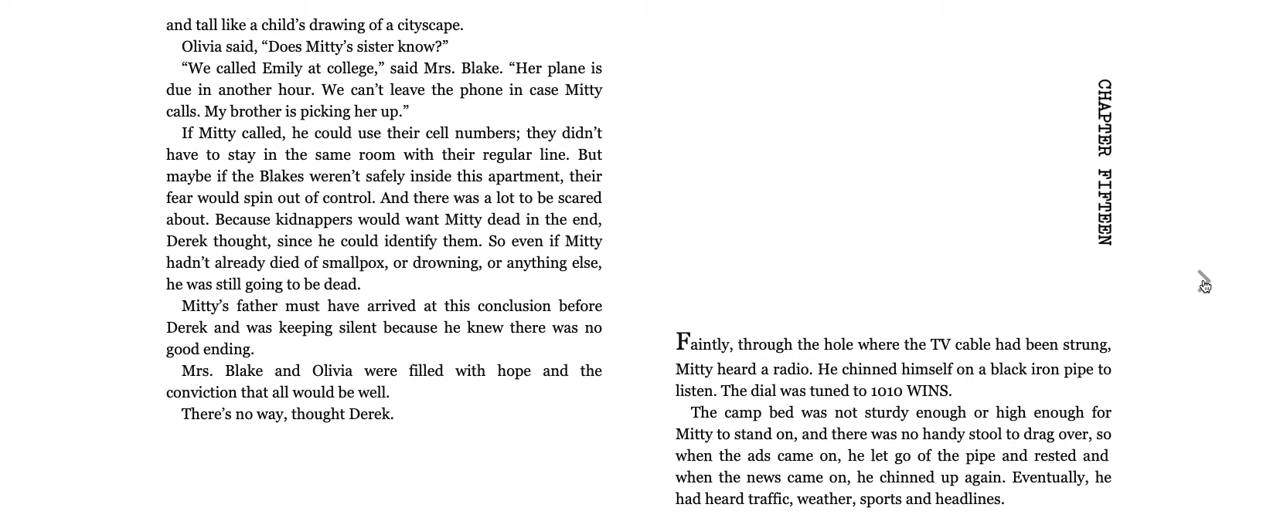 and tall like a child’s drawing of a cityscape.
Olivia said, “Does Mitty’s sister know?”
“We called Emily at college,” said Mrs. Blake. “Her plane is
due in another hour. We can’t leave the phone in case Mitty
calls. My brother is picking her up.”
If Mitty called, he could use their cell numbers; they didn’t
have to stay in the same room with their regular line. But
maybe if the Blakes weren’t safely inside this apartment, their
fear would spin out of control. And there was a lot to be scared
about. Because kidnappers would want Mitty dead in the end,
Derek thought, since he could identify them. So even if Mitty
hadn’t already died of smallpox, or drowning, or anything else,
he was still going to be dead.
Mitty’s father must have arrived at this conclusion before
Derek and was keeping silent because he knew there was no
good ending.
Mrs. Blake and Olivia were filled with hope and the
conviction that all would be well.
There’s no way, thought Derek.
CHAPTER FIFTEEN
Faintly, through the hole where the TV cable had been strung,
Mitty heard a radio. He chinned himself on a black iron pipe to
listen. The dial was tuned to 1010 WINS.
The camp bed was not sturdy enough or high enough for
Mitty to stand on, and there was no handy stool to drag over, so
when the ads came on, he let go of the pipe and rested and
when the news came on, he chinned up again. Eventually, he
had heard traffic, weather, sports and headlines.